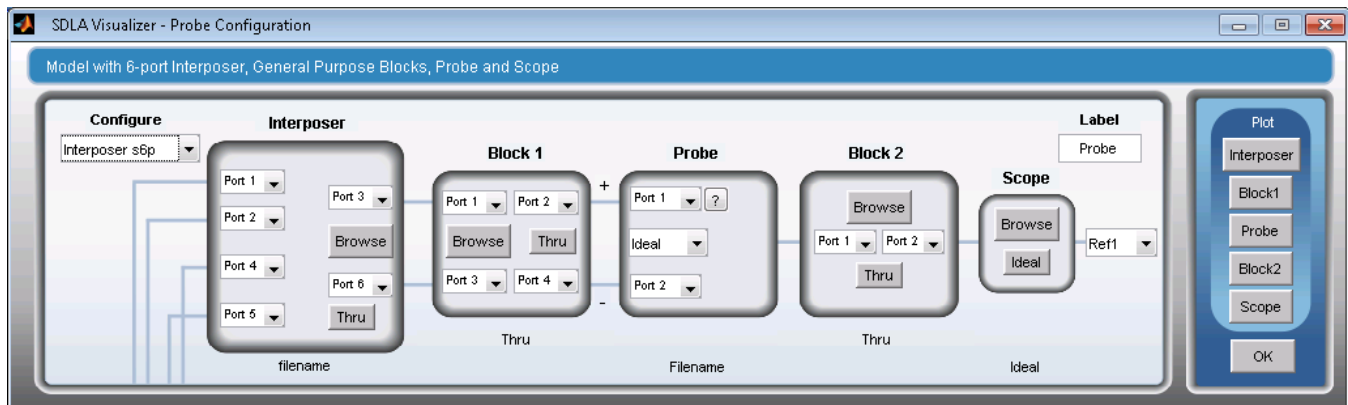 SDLA Visualizer - Probe Configuration
Model with 6-port Interposer, General Purpose Blocks, Probe and Scope
Configure
Interposer s6p
Interposer
Port 1
Port 2
Port 4
Port 5
Port 3
Browse
Port 6
Thru
filename
Block 1
Port 1 Port 2
Browse Thru
Port 3 Port 4
Thru
+
-
Probe
Port 1 ?
Ideal
Port 2
Filename
Block 2
Browse
Port 1 Port 2
Thru
Thru
Label
Probe
Scope
Browse
Ideal
Ideal
Ref1
Plot
Interposer
Block1
Probe
Block2
Scope
OK